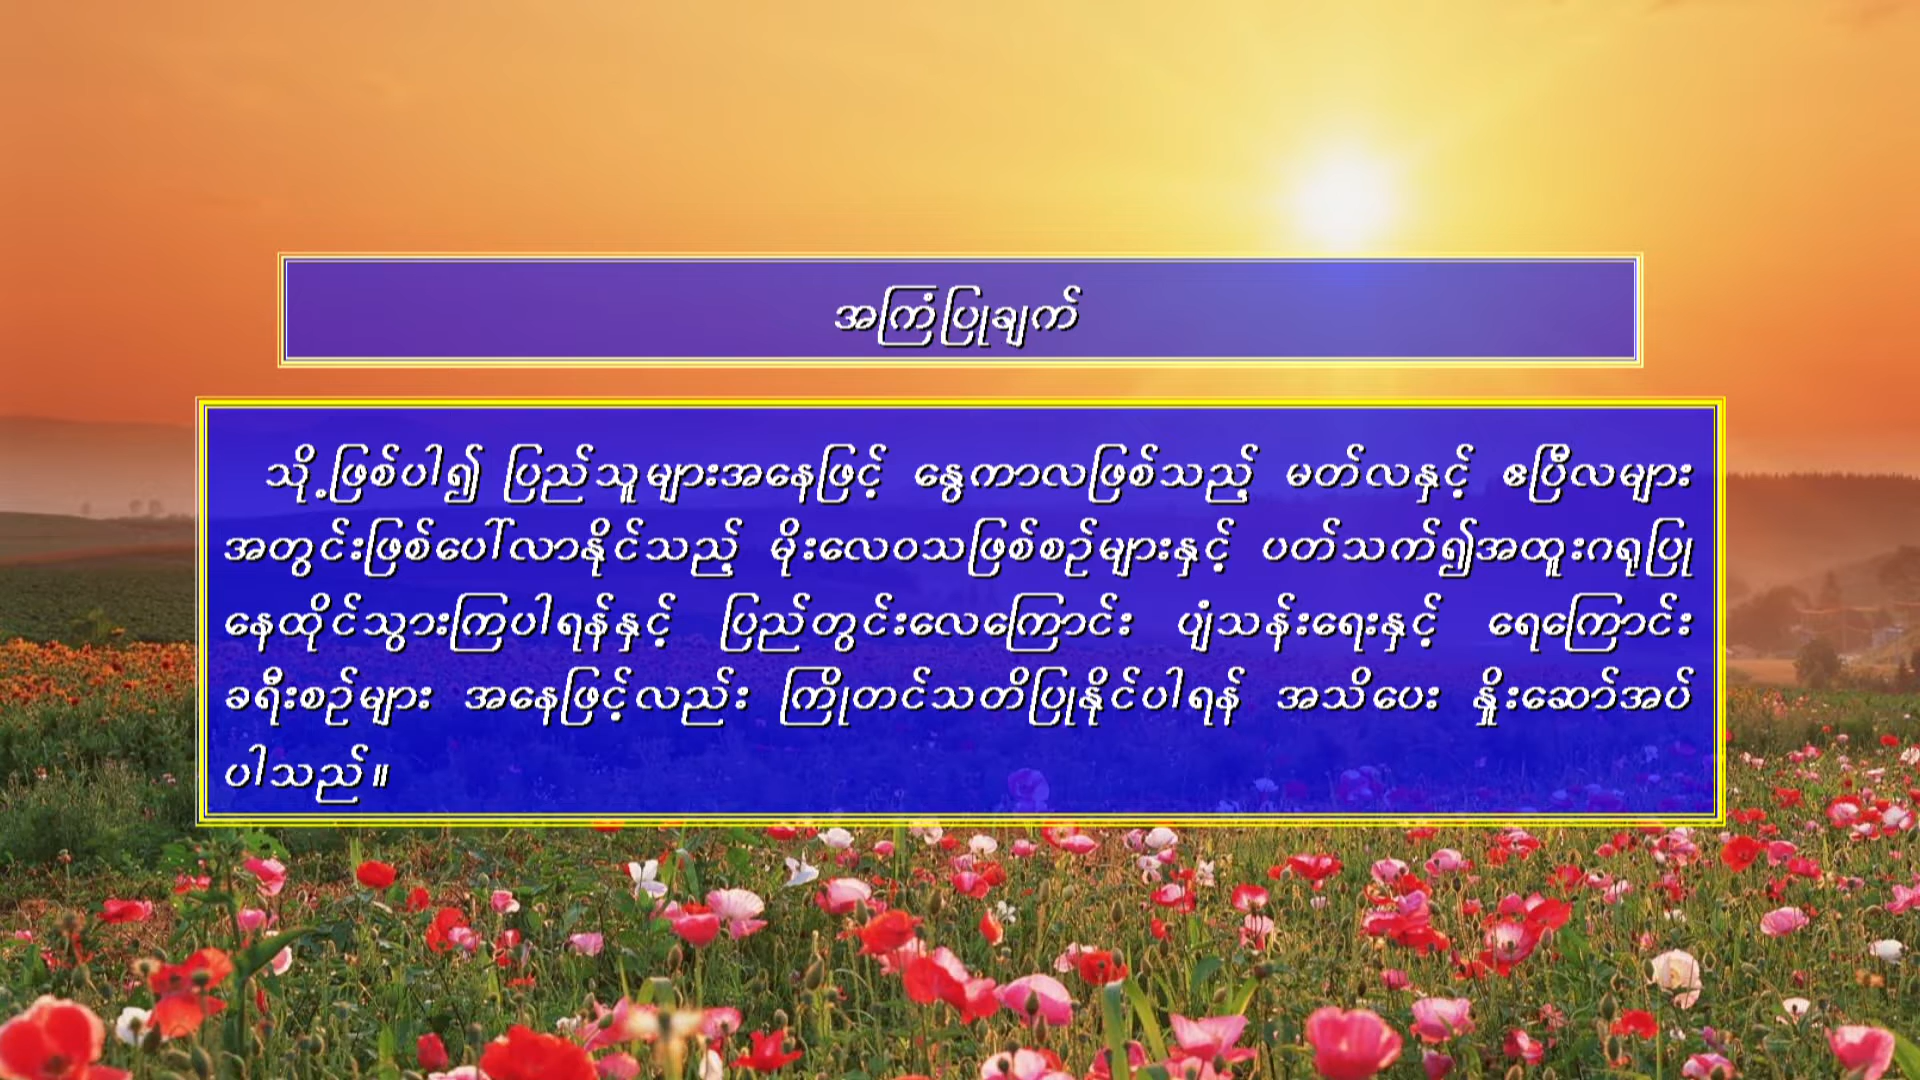 အကြံပြုချက်
သို့ဖြစ်ပါ၍ ပြည်သူများအနေဖြင့် နွေကာလဖြစ်သည့် မတ်လနှင့် ဧပြီလများ
အတွင်းဖြစ်ပေါ်လာနိုင်သည့် မိုးလေဝသဖြစ်စဉ်များနှင့် ပတ်သက်၍အထူးဂရုပြု
နေထိုင်သွားကြပါရန်နှင့် ပြည်တွင်းလေကြောင်း ပျံသန်းရေးနှင့် ရေကြောင်း
ခရီးစဉ်များ အနေဖြင့်လည်း ကြိုတင်သတိပြုနိုင်ပါရန် အသိပေး နှိုးဆော်အပ်
ပါသည်။